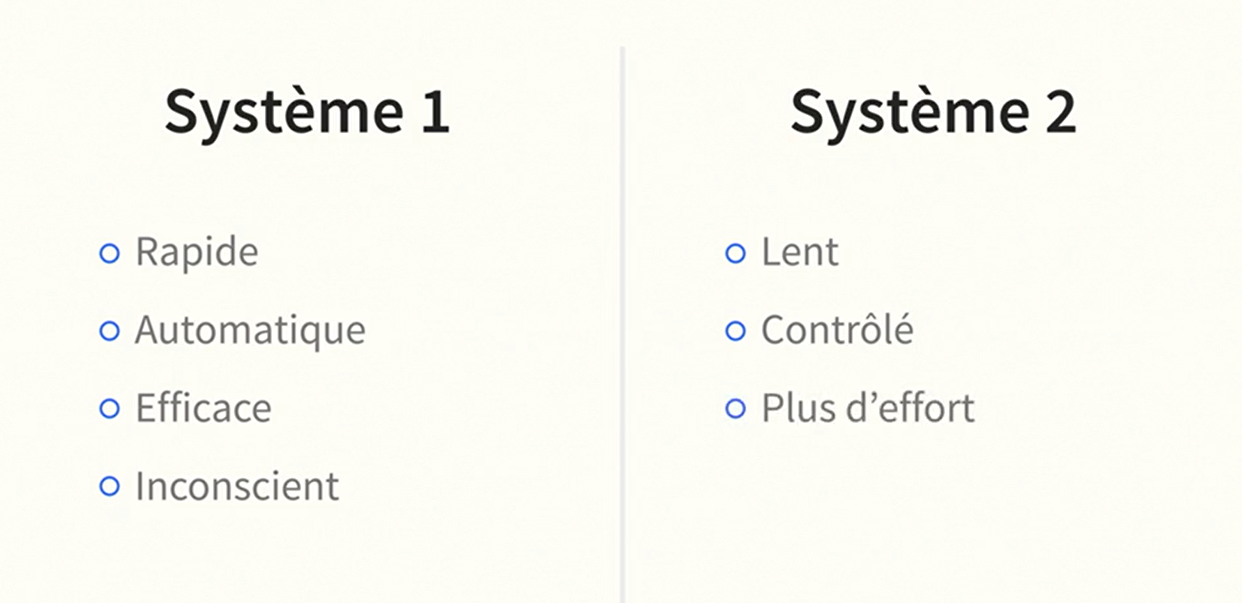 Système 1
Rapide
Automatique
Efficace
Inconscient
Système 2
Lent
Contrôlé
Plus d’effort